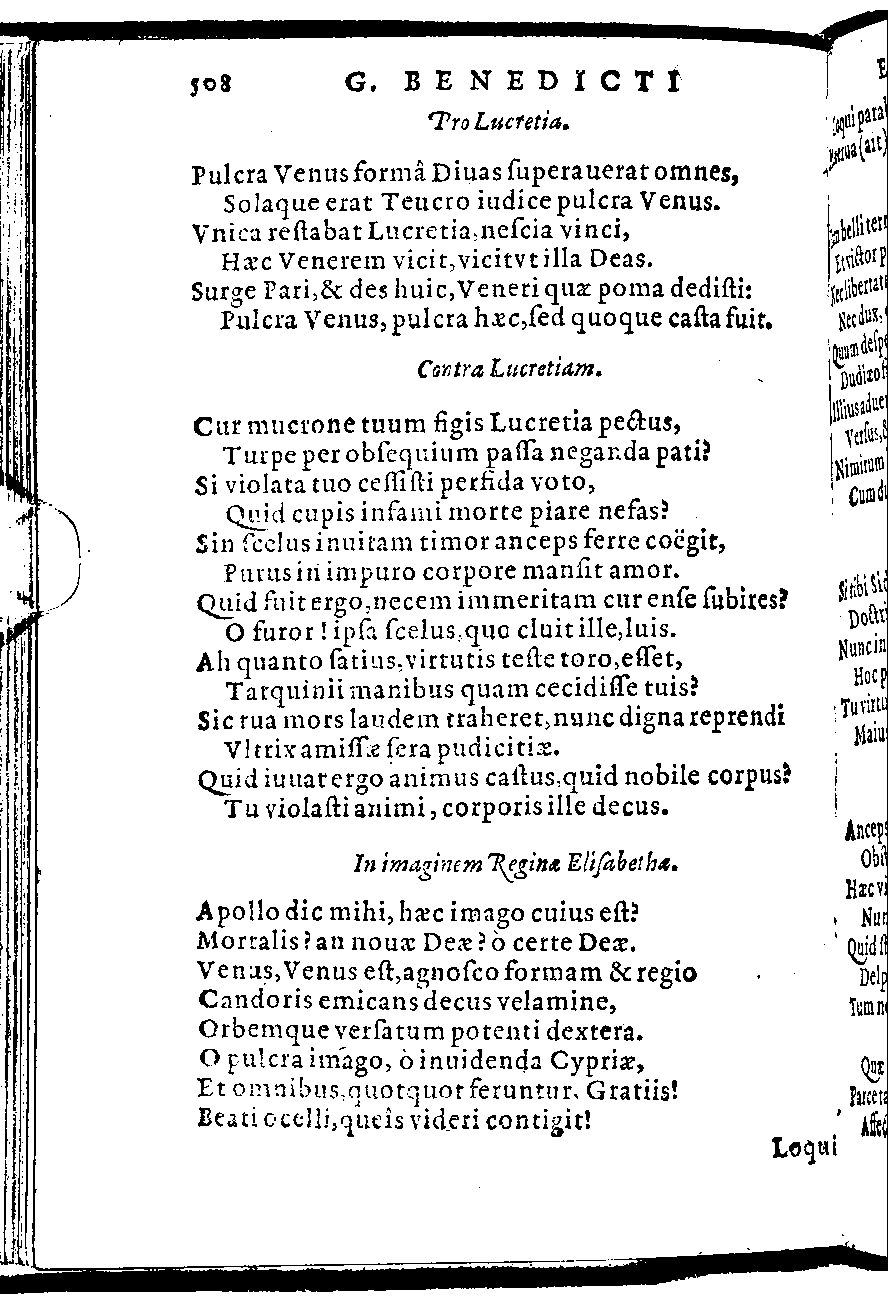 508 G. BENEDICTI
Pro Lucretia.
Pulcra Venus formâ Diuas ſuperauerat omnes,
Solaque erat Teucro iudice pulcra Venus.
Vnica reſtabat Lucretia, neſcia vinci,
Hæc Venerem vicit, vicit vt illa Deas.
Surge Pari, & des huic, Veneri quæ poma dediſti:
Pulcra Venus, pulcra hæc, ſed quoque caſta fuit.
Contra Lucretiam.
Cur mucrone tuum figis Lucretia pectus,
Turpe per obſequium paſſa neganda pati?
Si violata tuo ceſſiſti perfida voto,
Quid cupis infami morte piare nefas?
Sin ſcelus inuitam timor anceps ferre coëgit,
Purus in impuro corpore manſit amor.
Quid fuit ergo, necem immeritam cur enſe ſubires?
O furor! ipſa ſcelus, quo cluit ille, luis.
Ah quanto ſatius, virtutis teſte toro, eſſet,
Tarquinii manibus quam cecidiſſe tuis?
Sic tua mors laudem traheret, nunc digna reprendi
Vltrix amiſſæ ſera pudicitiæ.
Quid iuuat ergo animus caſtus, quid nobile corpus?
Tu violaſti animi, corporis ille decus.
In imaginem Reginæ Eliſabethæ.
Apollo dic mihi, hæc imago cuius eſt?
Mortalis? an nouæ Deæ? ò certe Deæ.
Venus, Venus eſt, agnoſco formam & regio
Candoris emicans decus velamine,
Orbemque verſatum potenti dextera.
O pulcra imago, ò inuidenda Cypriæ,
Et omnibus, quotquot feruntur, Gratiis!
Beati ocelli, queîs videri contigit!
Loqui